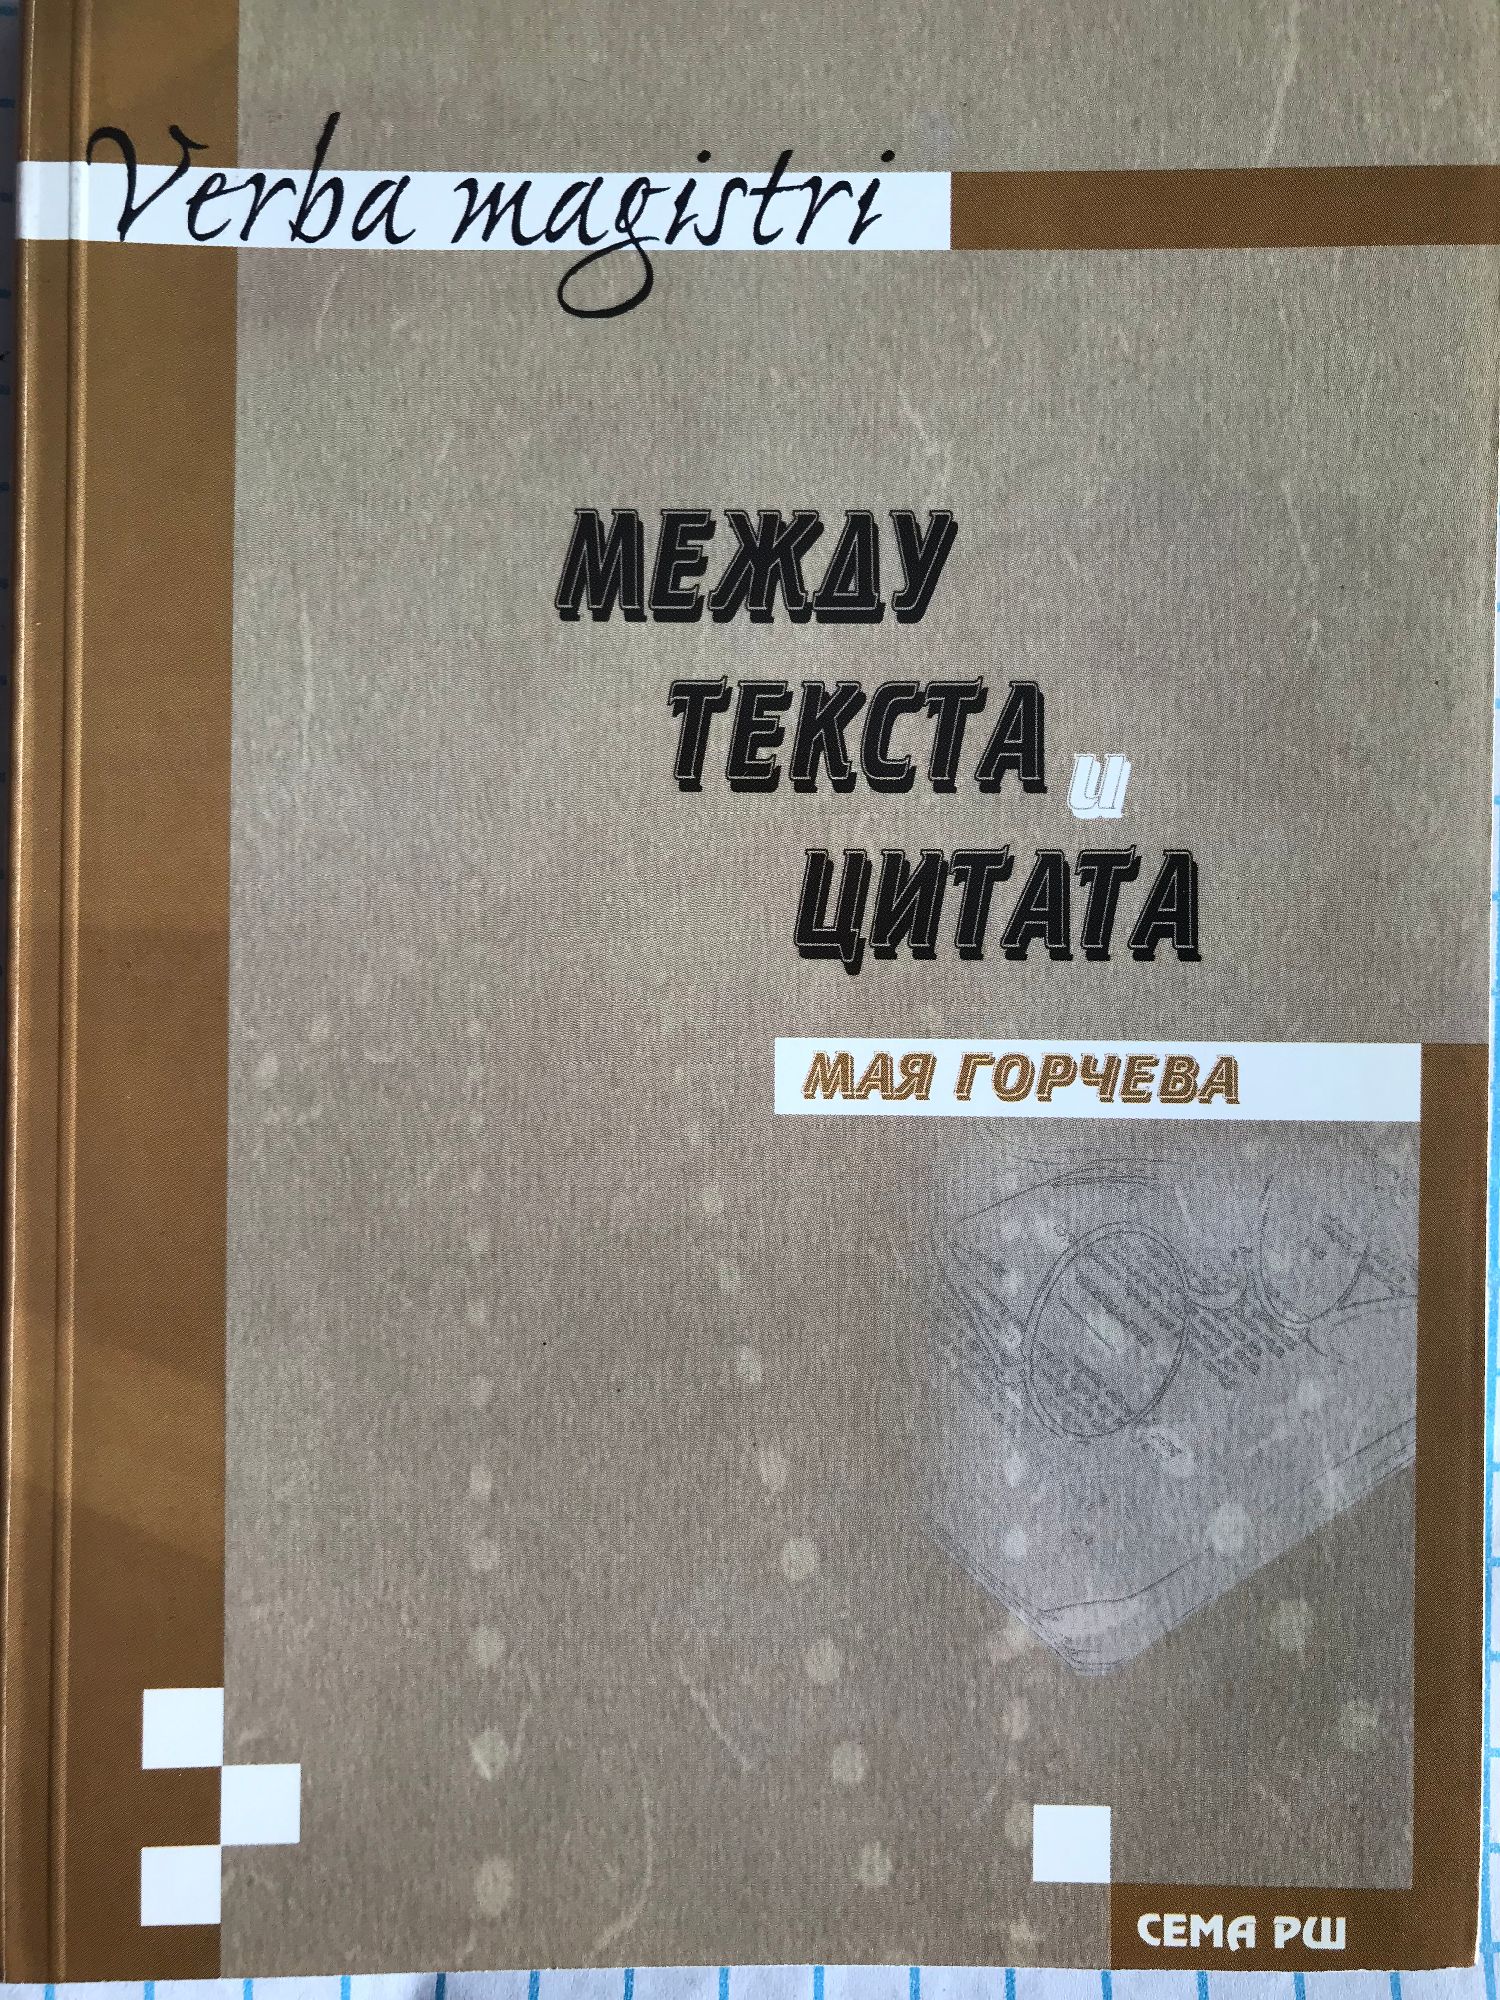 Verba magistri
МЕЖДУ
ТЕКСТА и
ЦИТАТА
МАЯ ГОРЧЕВА
СЕМА РШ